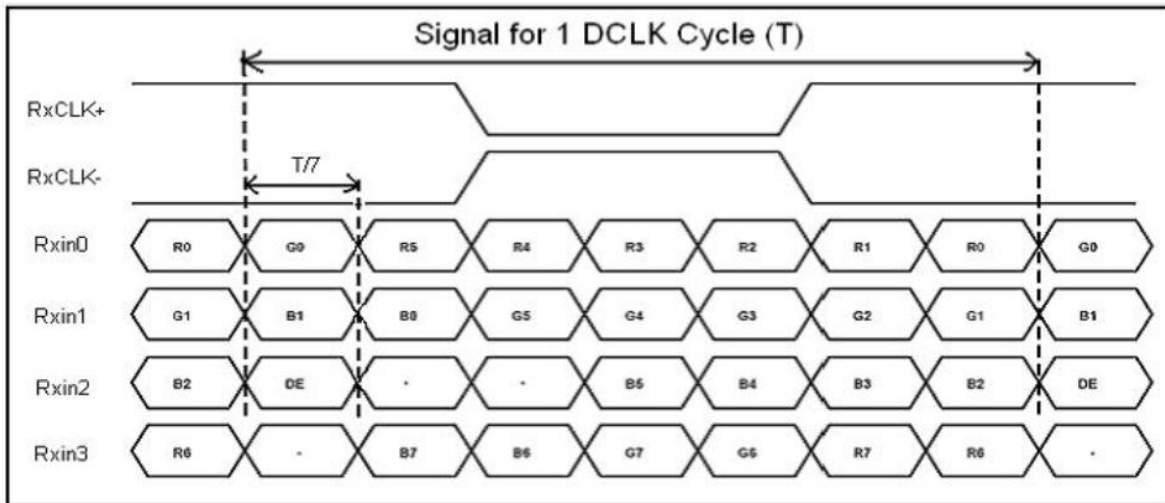 Signal for 1 DCLK Cycle (T)
RxCLK+
T/7
RxCLK-
Rxin0 R0 G0 R5 R4 R3 R2 R1 R0 G0
Rxin1 G1 B1 B0 G5 G4 G3 G2 G1 B1
Rxin2 B2 DE - - B5 B4 B3 B2 DE
Rxin3 R6 - B7 B6 G7 G6 R7 R6 -